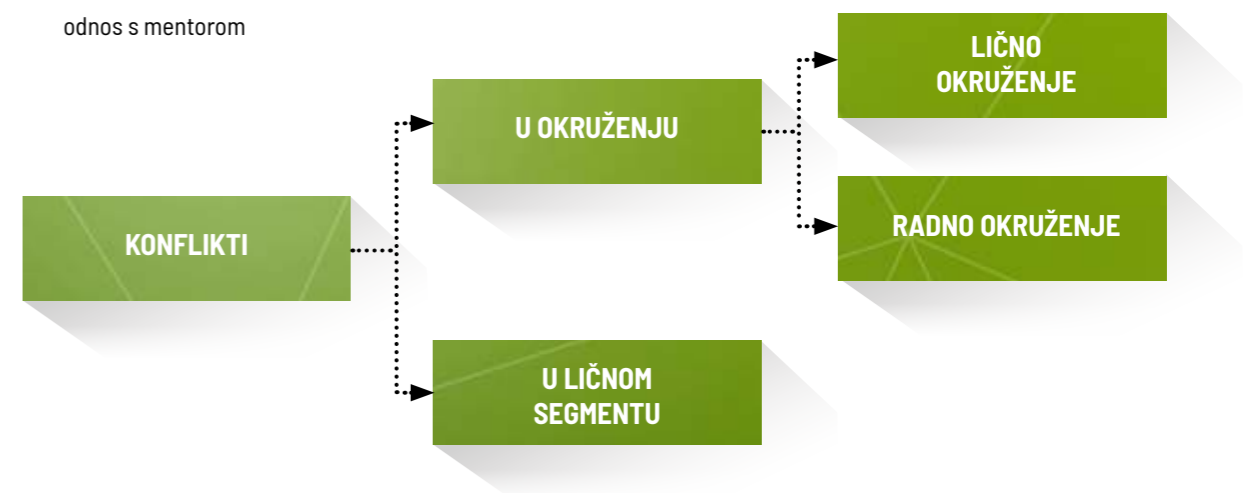 odnos s mentorom
KONFLIKTI
U OKRUŽENJU
U LIČNOM
SEGMENTU
LIČNO
OKRUŽENJE
RADNO OKRUŽENJE